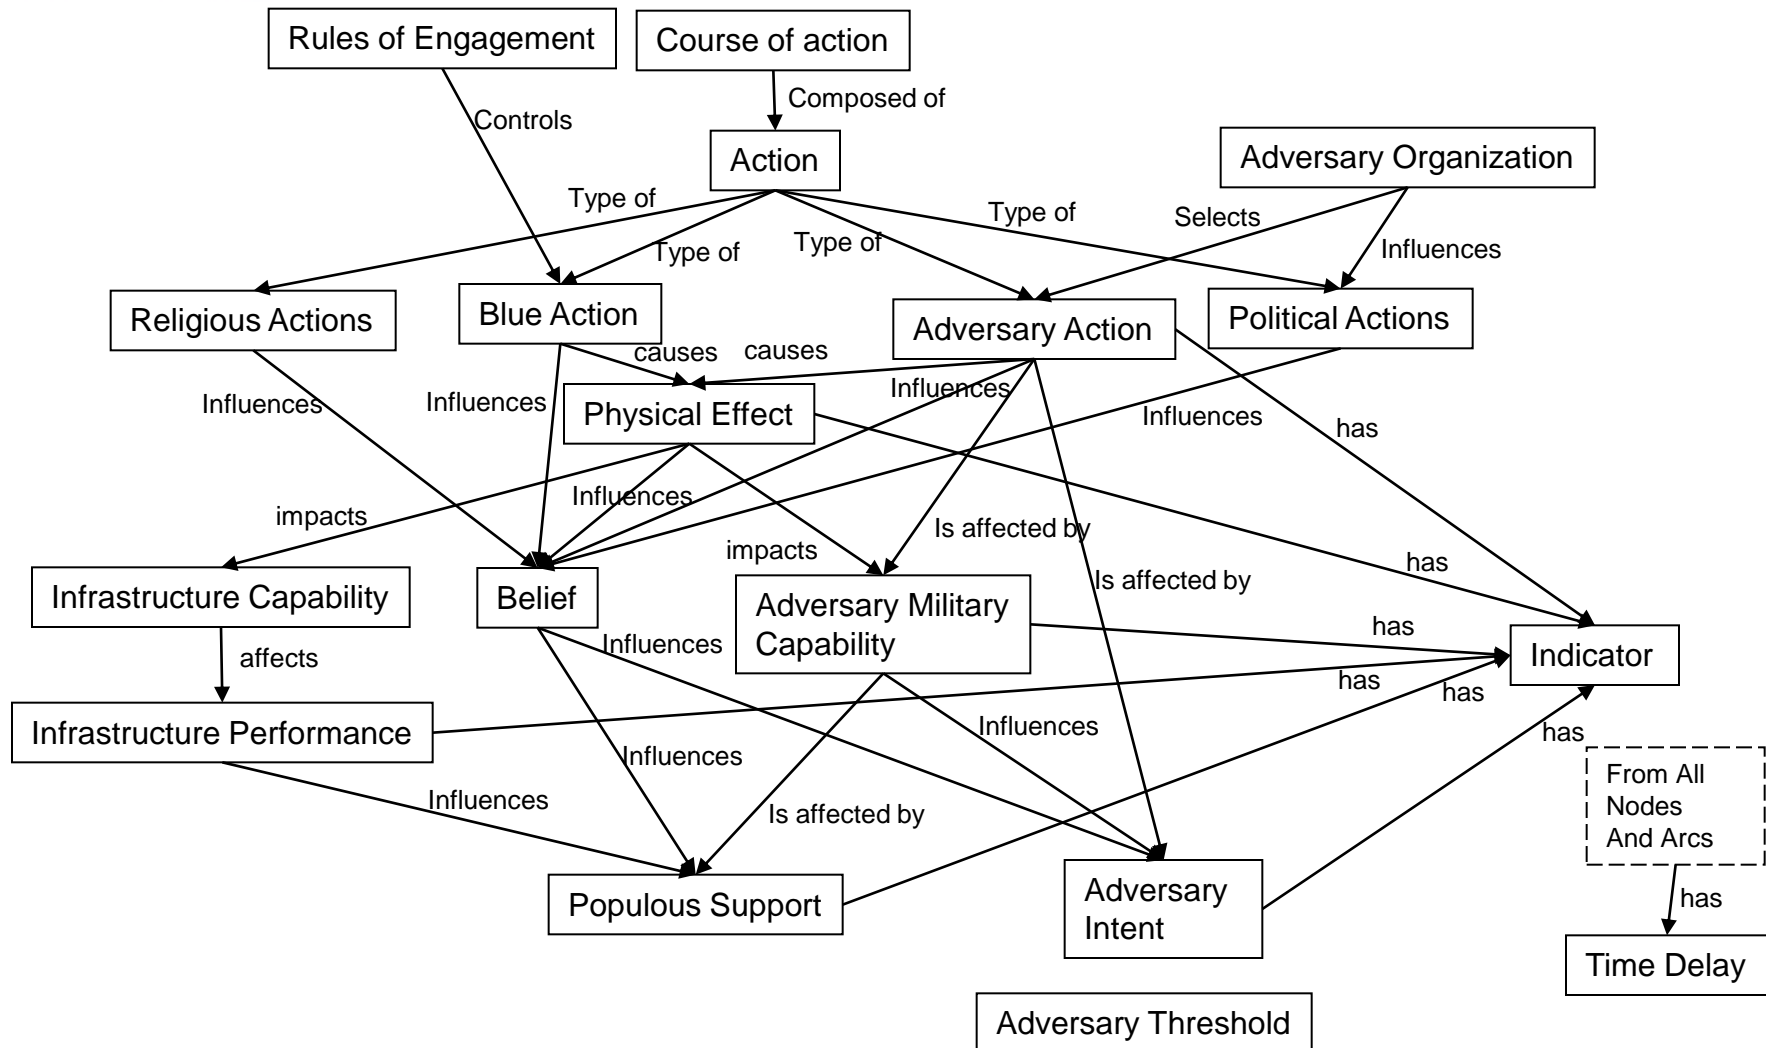 Rules of Engagement
Course of action
Composed of
Controls
Action
Adversary Organization
Type of
Type of
Type of
Type of
Selects
Influences
Religious Actions
Blue Action
Adversary Action
Political Actions
causes
causes
Influences
Influences
Influences
Influences
Physical Effect
has
Influences
impacts
Is affected by
impacts
has
Is affected by
Infrastructure Capability
Belief
Adversary Military
Capability
has
Indicator
affects
Influences
has
has
Infrastructure Performance
Influences
has
Influences
Influences
Is affected by
From All
Nodes
And Arcs
Populous Support
Adversary
Intent
has
Time Delay
Adversary Threshold